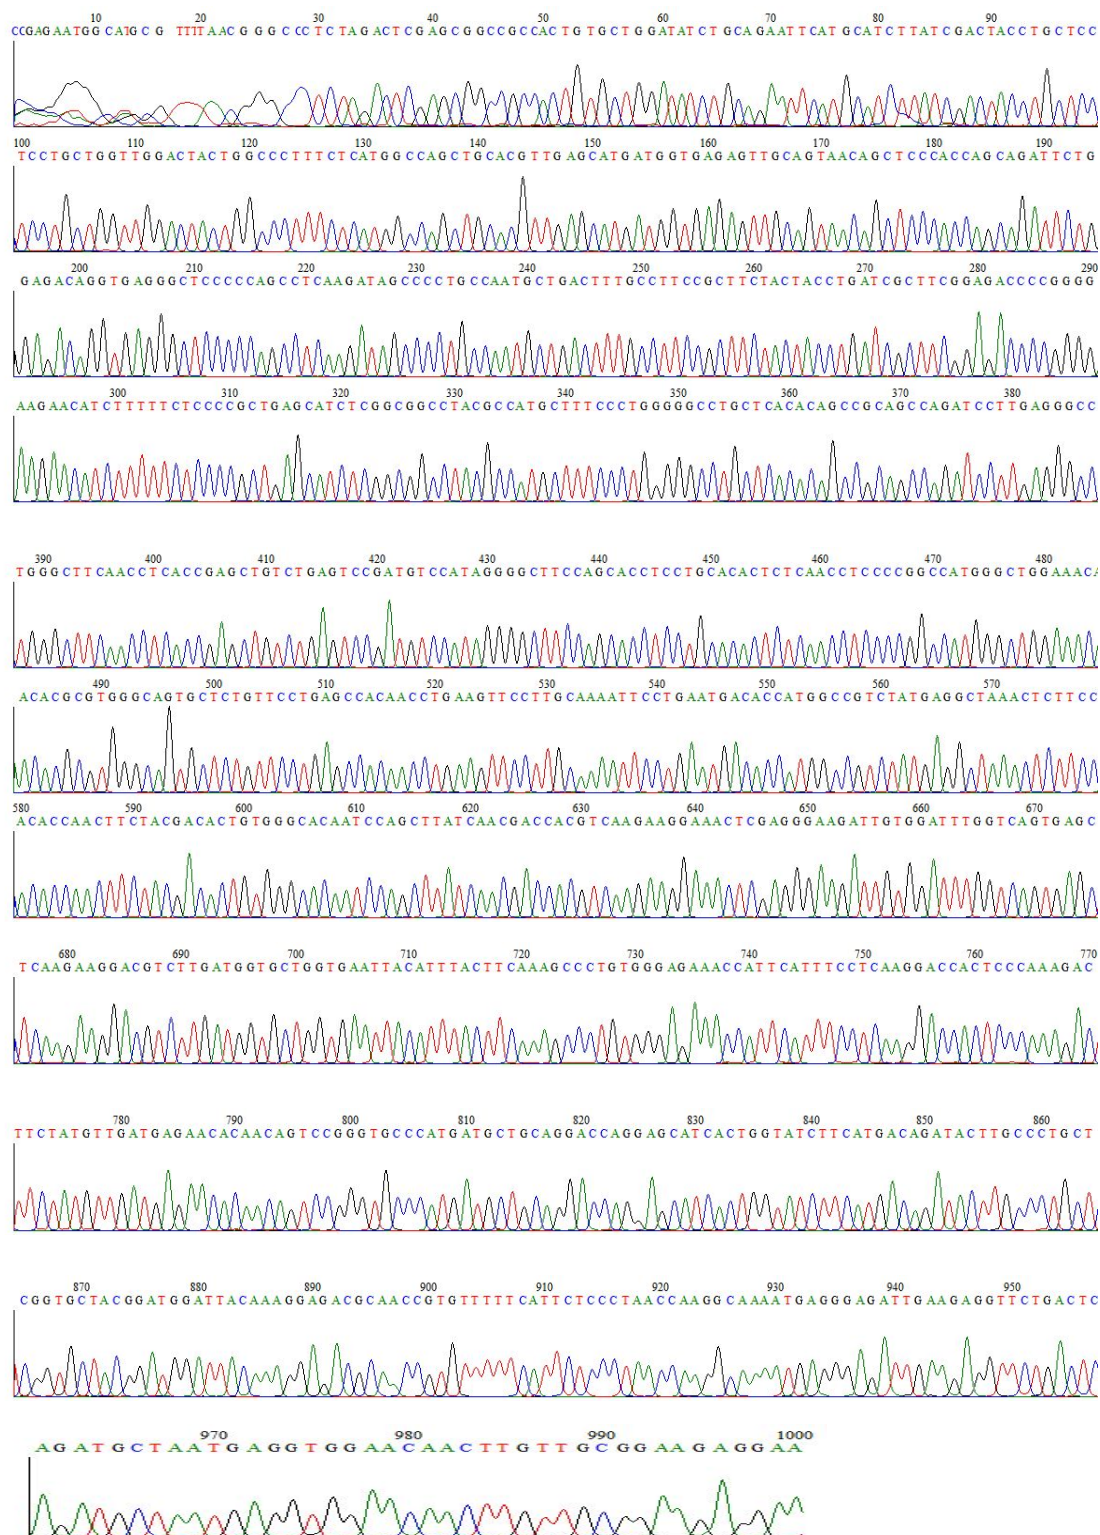 10 20 30 40 50 60 70 80 90
CCGAGAATGGCATGCG TTTTAACGGGCCCTCTAGACTCGAGCGGCCGCCACTGTGCTGGATATCTGCAGAATTCATGCATCTTATCGACTACCTGCTCC
100 110 120 130 140 150 160 170 180 190
TCCTGCTGGTTGGACTACTGGCCCTTTCTCATGGCCAGCTGCACGTTGAGCATGATGGTGAGAGTTGCAGTAACAGCTCCCACCAGCAGATTCTG
200 210 220 230 240 250 260 270 280 290
GAGACAGGTGAGGGCTCCCCCAGCCTCAAGATAGCCCCTGCCAATGCTGACTTTGCCTTCCGCTTCTACTACCTGATCGCTTCGGAGACCCCGGGG
300 310 320 330 340 350 360 370 380
AAGAACATCTTTTTCTCCCCGCTGAGCATCTCGGCGGCCTACGCCATGCTTTCCCTGGGGGCCTGCTCACACAGCCGCAGCCAGATCCTTGAGGGCC
390 400 410 420 430 440 450 460 470 480
TGGGCTTCAACCTCACCGAGCTGTCTGAGTCCGATGTCCATAGGGGCTTCCAGCACCTCCTGCACACTCTCAACCTCCCCGGCCATGGGCTGGAAACA
490 500 510 520 530 540 550 560 570
ACACGCGTGGGCAGTGCTCTGTTCCTGAGCCACAACCTGAAGTTCCTTGCAAAATTCCTGAATGACACCATGGCCGTCTATGAGGCTAAACTCTTCC
580 590 600 610 620 630 640 650 660 670
ACACCAACTTCTACGACACTGTGGGCACAATCCAGCTTATCAACGACCACGTCAAGAAGGAAACTCGAGGGAAGATTGTGGATTTGGTCAGTGAGC
680 690 700 710 720 730 740 750 760 770
TCAAGAAGGACGTCTTGATGGTGCTGGTGAATTACATTTACTTCAAAGCCCTGTGGGAGAAACCATTCATTTCCTCAAGGACCACTCCCAAAGAC
780 790 800 810 820 830 840 850 860
TTCTATGTTGATGAGAACACAACAGTCCGGGTGCCCATGATGCTGCAGGACCAGGAGCATCACTGGTATCTTCATGACAGATACTTGCCCTGCT
870 880 890 900 910 920 930 940 950
CGGTGCTACGGATGGATTACAAAGGAGACGCAACCGTGTTTTTCATTCTCCCTAACCAAGGCAAAATGAGGGAGATTGAAGAGGTTCTGACTC
970 980 990 1000
AGATGCTAATGAGGTGGAACAACTTGTTGCGGAAGAGGAA